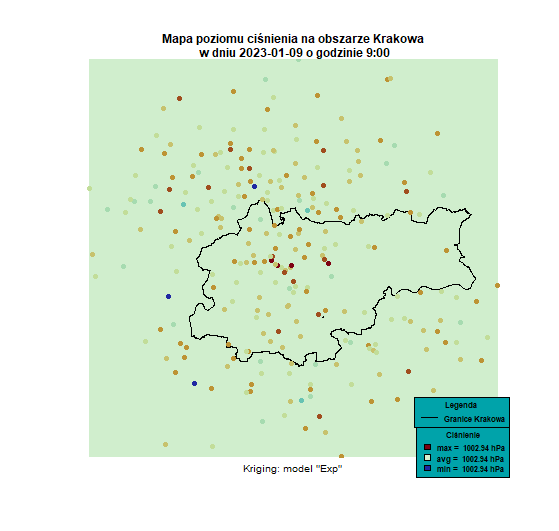 Mapa poziomu ciśnienia na obszarze Krakowa
w dniu 2023-01-09 o godzinie 9:00
Legenda
Granice Krakowa
Ciśnienie
max = 1002.94 hPa
avg = 1002.94 hPa
min = 1002.94 hPa
Kriging: model "Exp"